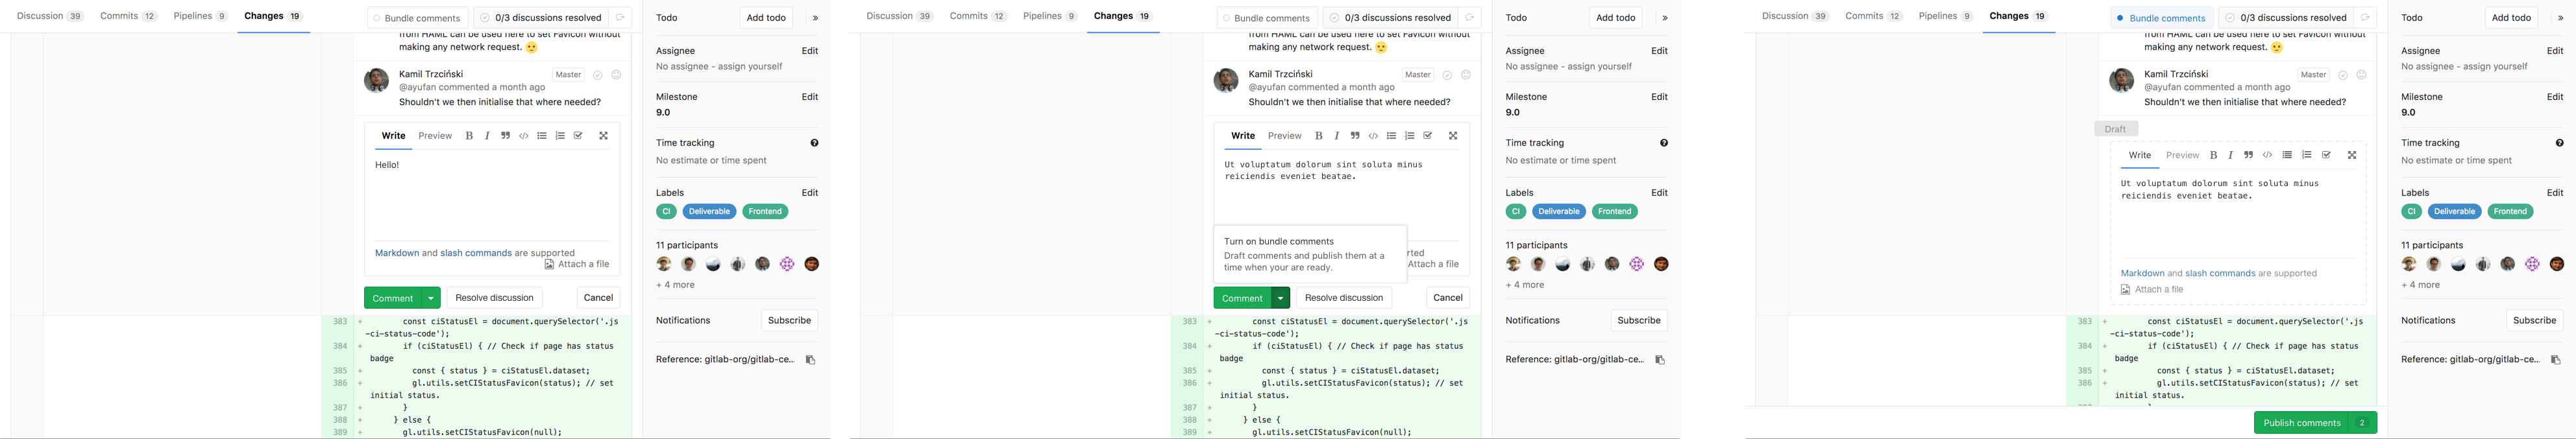 Discussion 39 Commits 12 Pipelines 9 Changes 19
Bundle comments 0/3 discussions resolved
from HAML can be used here to set Favicon without
making any network request. 🙂
Kamil Trzciński Master
@ayufan commented a month ago
Shouldn't we then initialise that where needed?
Write Preview B I
Hello!
Markdown and slash commands are supported
Attach a file
Comment Resolve discussion Cancel
383 + const ciStatusEl = document.querySelector('.js
-ci-status-code');
384 + if (ciStatusEl) { // Check if page has status
badge
385 + const { status } = ciStatusEl.dataset;
386 + gl.utils.setCIStatusFavicon(status); // set
initial status.
387 + }
388 + } else {
389 + gl.utils.setCIStatusFavicon(null);
Todo Add todo »
Assignee Edit
No assignee - assign yourself
Milestone Edit
9.0
Time tracking ?
No estimate or time spent
Labels Edit
CI Deliverable Frontend
11 participants
+ 4 more
Notifications Subscribe
Reference: gitlab-org/gitlab-ce...
Discussion 39 Commits 12 Pipelines 9 Changes 19
Bundle comments 0/3 discussions resolved
from HAML can be used here to set Favicon without
making any network request. 🙂
Kamil Trzciński Master
@ayufan commented a month ago
Shouldn't we then initialise that where needed?
Write Preview B I
Ut voluptatum dolorum sint soluta minus
reiciendis eveniet beatae.
Turn on bundle comments
Draft comments and publish them at a
time when your are ready.
rted
Attach a file
Comment Resolve discussion Cancel
383 + const ciStatusEl = document.querySelector('.js
-ci-status-code');
384 + if (ciStatusEl) { // Check if page has status
badge
385 + const { status } = ciStatusEl.dataset;
386 + gl.utils.setCIStatusFavicon(status); // set
initial status.
387 + }
388 + } else {
389 + gl.utils.setCIStatusFavicon(null);
Todo Add todo »
Assignee Edit
No assignee - assign yourself
Milestone Edit
9.0
Time tracking ?
No estimate or time spent
Labels Edit
CI Deliverable Frontend
11 participants
+ 4 more
Notifications Subscribe
Reference: gitlab-org/gitlab-ce...
Discussion 39 Commits 12 Pipelines 9 Changes 19
Bundle comments 0/3 discussions resolved
from HAML can be used here to set Favicon without
making any network request. 🙂
Kamil Trzciński Master
@ayufan commented a month ago
Shouldn't we then initialise that where needed?
Draft
Write Preview B I
Ut voluptatum dolorum sint soluta minus
reiciendis eveniet beatae.
Markdown and slash commands are supported
Attach a file
383 + const ciStatusEl = document.querySelector('.js
-ci-status-code');
384 + if (ciStatusEl) { // Check if page has status
badge
385 + const { status } = ciStatusEl.dataset;
386 + gl.utils.setCIStatusFavicon(status); // set
initial status.
Publish comments 2
Todo Add todo »
Assignee Edit
No assignee - assign yourself
Milestone Edit
9.0
Time tracking ?
No estimate or time spent
Labels Edit
CI Deliverable Frontend
11 participants
+ 4 more
Notifications Subscribe
Reference: gitlab-org/gitlab-ce...